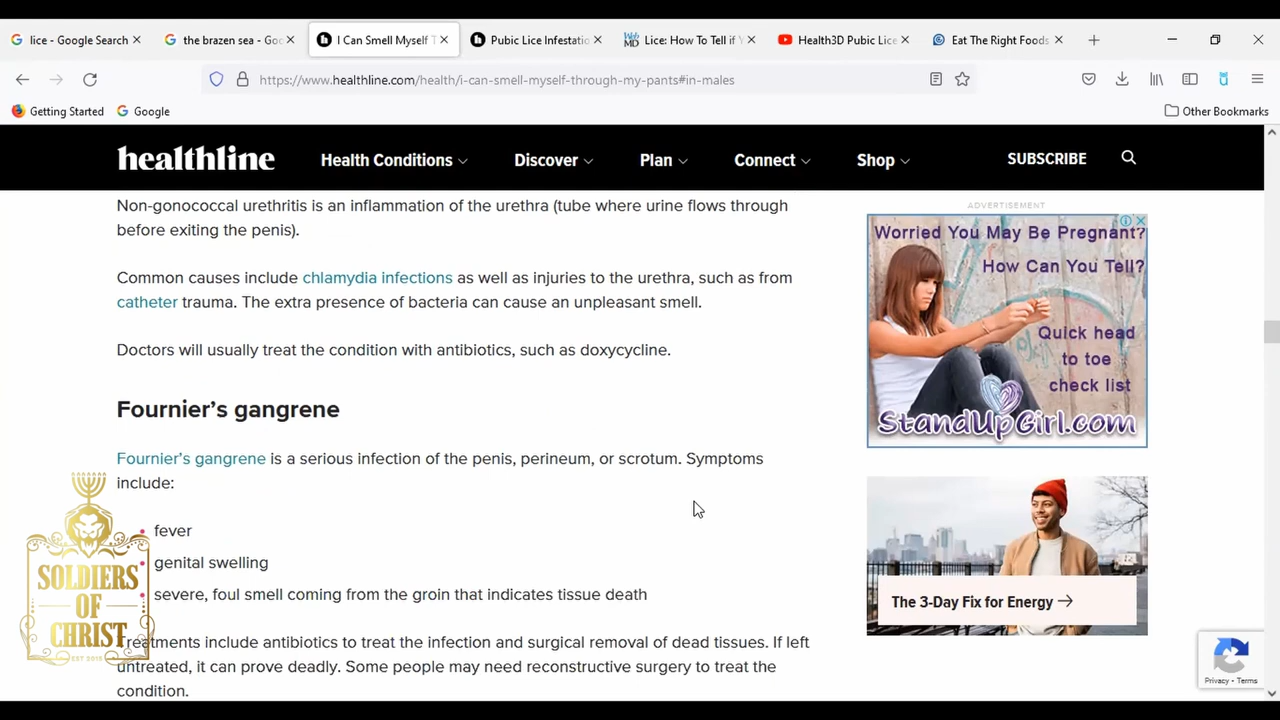 lice - Google Search
the brazen sea - Goo
I Can Smell Myself T
Pubic Lice Infestatio
Web MD
Lice: How To Tell if Y
Health3D Pubic Lice
Eat The Right Foods
https://www.healthline.com/health/i-can-smell-myself-through-my-pants#in-males
Getting Started
Google
Other Bookmarks
healthline
Health Conditions
Discover
Plan
Connect
Shop
SUBSCRIBE
Non-gonococcal urethritis is an inflammation of the urethra (tube where urine flows through
before exiting the penis).
Common causes include chlamydia infections as well as injuries to the urethra, such as from
catheter trauma. The extra presence of bacteria can cause an unpleasant smell.
Doctors will usually treat the condition with antibiotics, such as doxycycline.
Fournier’s gangrene
Fournier’s gangrene is a serious infection of the penis, perineum, or scrotum. Symptoms
include:
• fever
genital swelling
severe, foul smell coming from the groin that indicates tissue death
Treatments include antibiotics to treat the infection and surgical removal of dead tissues. If left
untreated, it can prove deadly. Some people may need reconstructive surgery to treat the
condition.
SOLDIERS
OF
CHRIST
EST 2015
ADVERTISEMENT
Worried You May Be Pregnant?
How Can You Tell?
Quick head
to toe
check list
StandUpGirl.com
The 3-Day Fix for Energy →
Privacy - Terms